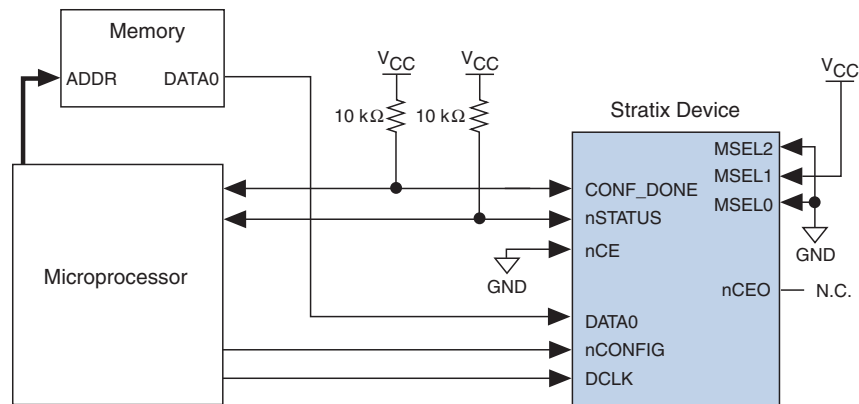 Memory
ADDR DATA0
VCC VCC
10 kΩ 10 kΩ
VCC
Stratix Device
MSEL2
MSEL1
MSEL0
GND
Microprocessor
CONF_DONE
nSTATUS
nCE
GND
nCEO N.C.
DATA0
nCONFIG
DCLK